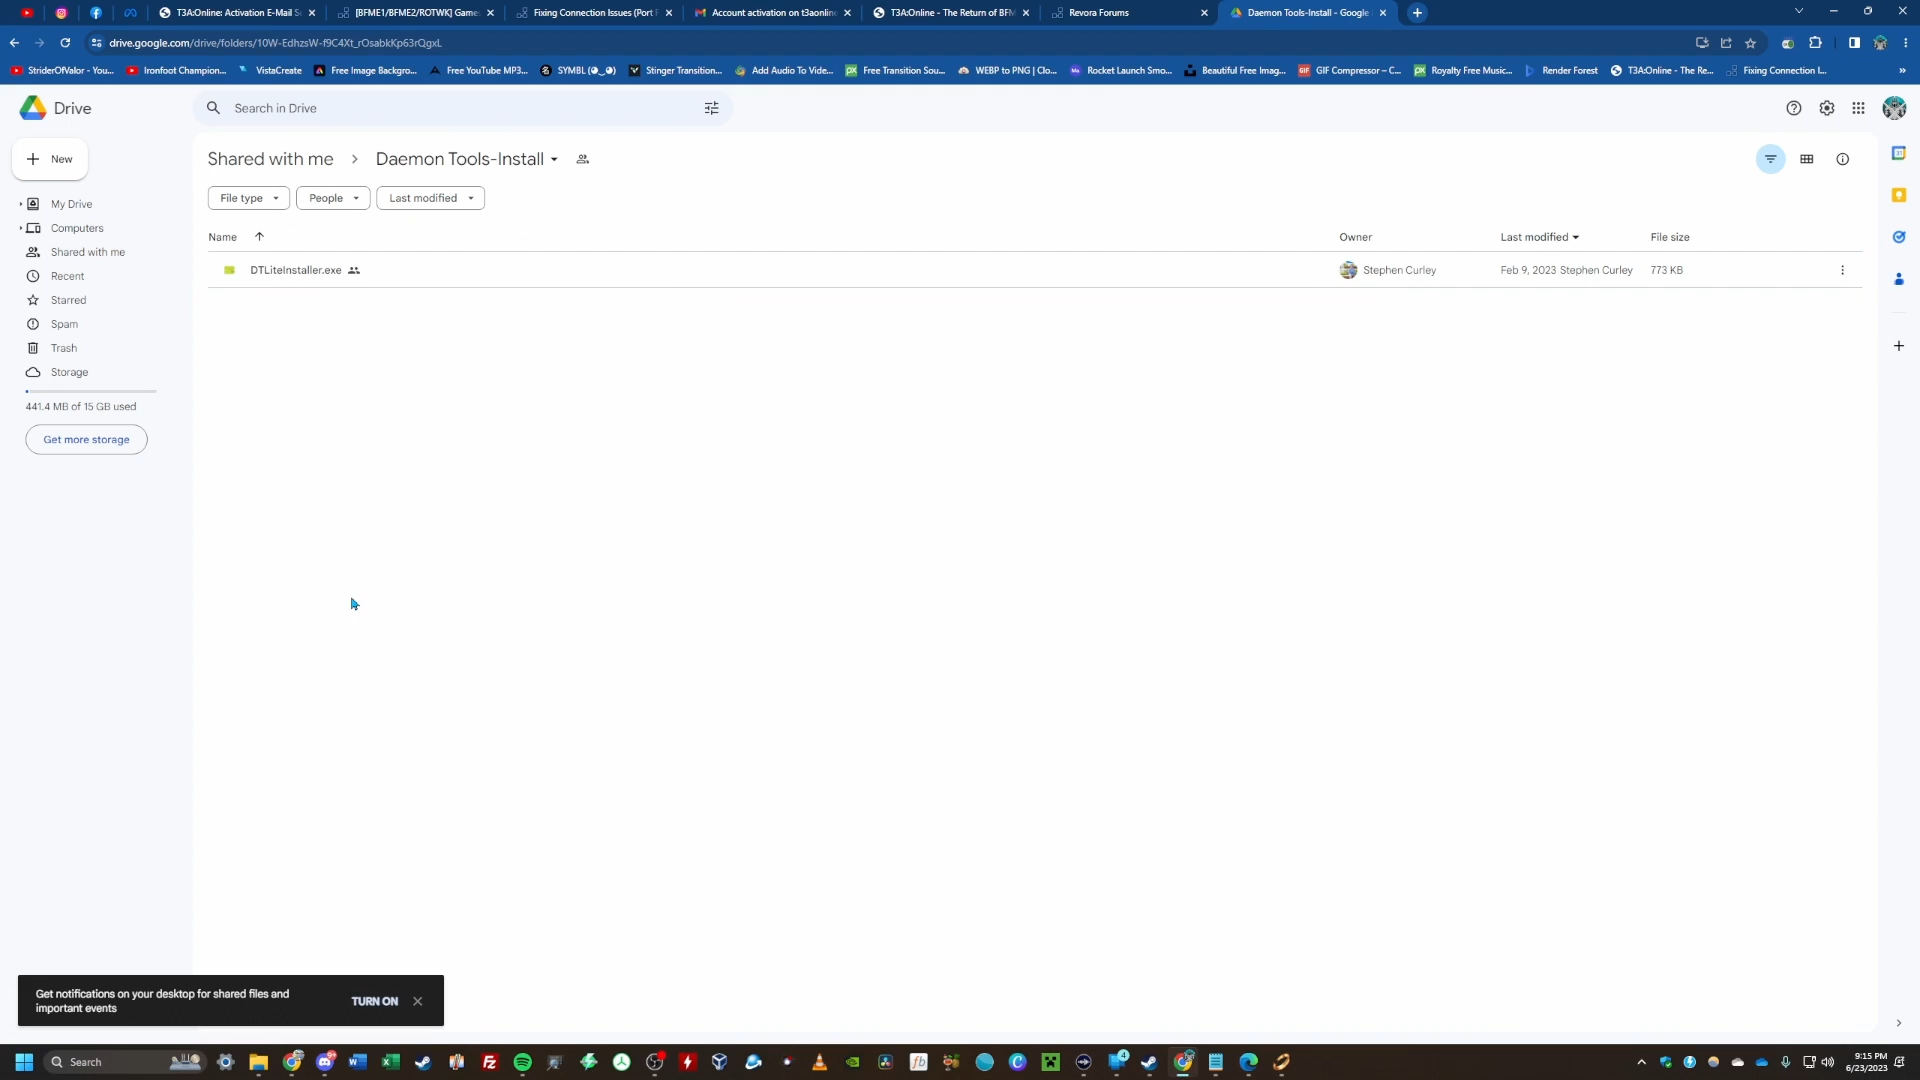 T3A:Online: Activation E-Mail S
[BFME1/BFME2/ROTWK] Game
Fixing Connection Issues (Port F
Account activation on t3aonline
T3A:Online - The Return of BFM
Revora Forums
Daemon Tools-Install - Google
drive.google.com/drive/folders/10W-EdhzsW-f9C4Xt_rOsabkKp63rQgxL
StriderOfValor - You...
Ironfoot Champion...
VistaCreate
Free Image Backgro...
Free YouTube MP3...
SYMBL (◕‿◕)
Stinger Transition...
Add Audio To Vide...
Free Transition Sou...
WEBP to PNG | Clo...
Rocket Launch Smo...
Beautiful Free Imag...
GIF Compressor – C...
Royalty Free Music...
Render Forest
T3A:Online - The Re...
Fixing Connection I...
Drive
Search in Drive
New
Shared with me
Daemon Tools-Install
File type
People
Last modified
My Drive
Computers
Shared with me
Recent
Starred
Spam
Trash
Storage
441.4 MB of 15 GB used
Get more storage
Name
Owner
Last modified
File size
DTLiteInstaller.exe
Stephen Curley
Feb 9, 2023 Stephen Curley
773 KB
Get notifications on your desktop for shared files and
important events
TURN ON
Search
9:15 PM
6/23/2023